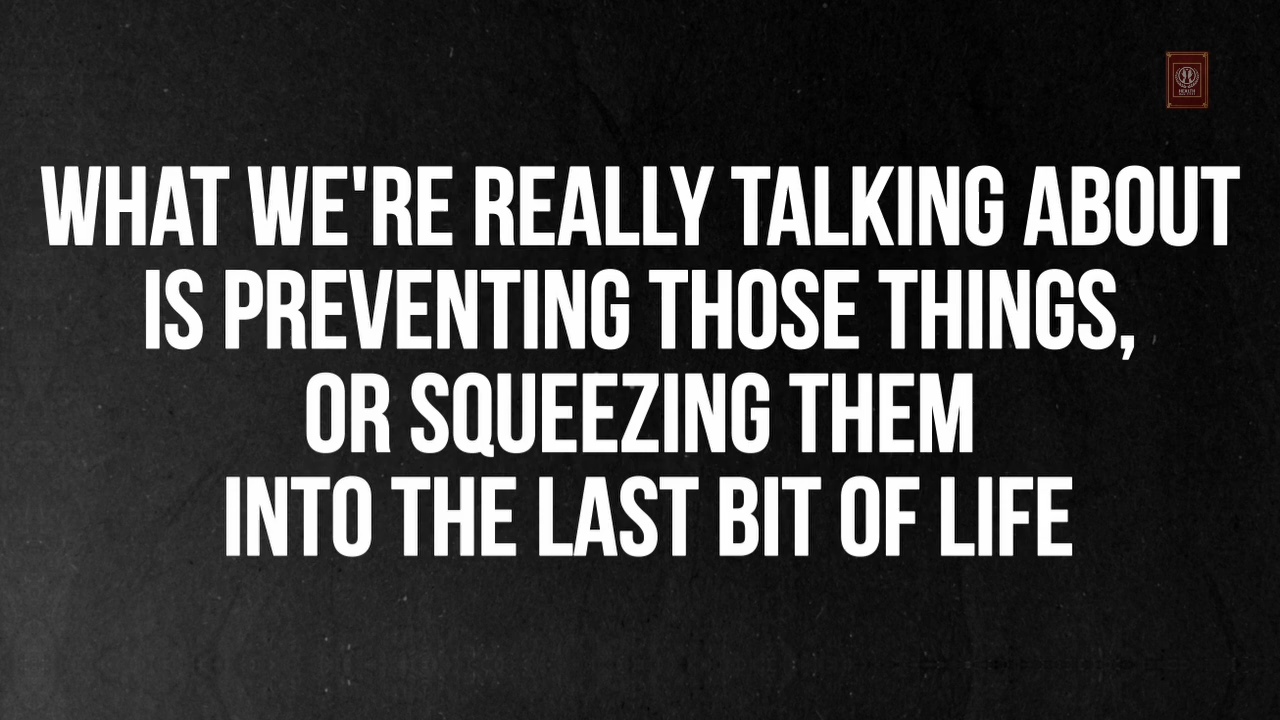 WHAT WE'RE REALLY TALKING ABOUT
IS PREVENTING THOSE THINGS,
OR SQUEEZING THEM
INTO THE LAST BIT OF LIFE
HEALTH